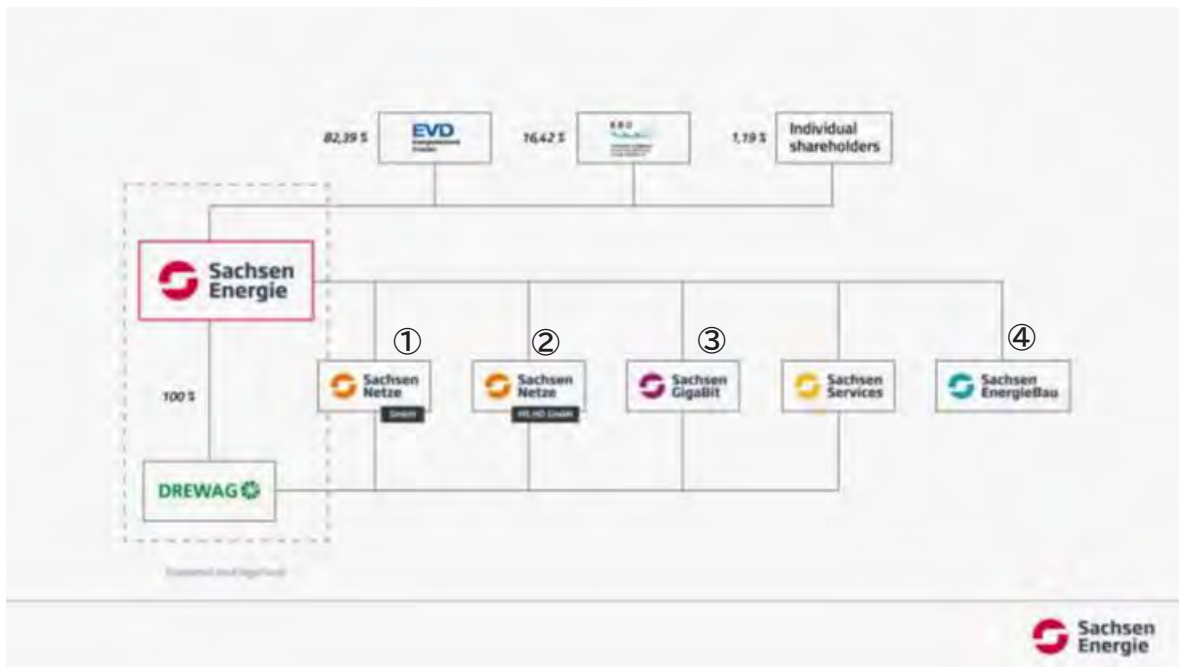 82,39 %
EVD
16,42 %
KBO
1,19 %
Individual
shareholders
Sachsen
Energie
①
②
③
④
Sachsen
Netze
GmbH
Sachsen
Netze
HS.HD GmbH
Sachsen
GigaBit
Sachsen
Services
Sachsen
EnergieBau
100 %
DREWAG
Sachsen
Energie